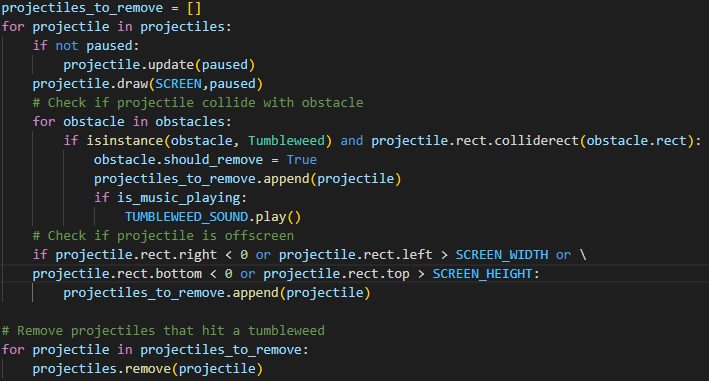 projectiles_to_remove = []
for projectile in projectiles:
    if not paused:
        projectile.update(paused)
    projectile.draw(SCREEN,paused)
    # Check if projectile collide with obstacle
    for obstacle in obstacles:
        if isinstance(obstacle, Tumbleweed) and projectile.rect.colliderect(obstacle.rect):
            obstacle.should_remove = True
            projectiles_to_remove.append(projectile)
            if is_music_playing:
                TUMBLEWEED_SOUND.play()
    # Check if projectile is offscreen
    if projectile.rect.right < 0 or projectile.rect.left > SCREEN_WIDTH or \
    projectile.rect.bottom < 0 or projectile.rect.top > SCREEN_HEIGHT:
        projectiles_to_remove.append(projectile)

# Remove projectiles that hit a tumbleweed
for projectile in projectiles_to_remove:
    projectiles.remove(projectile)